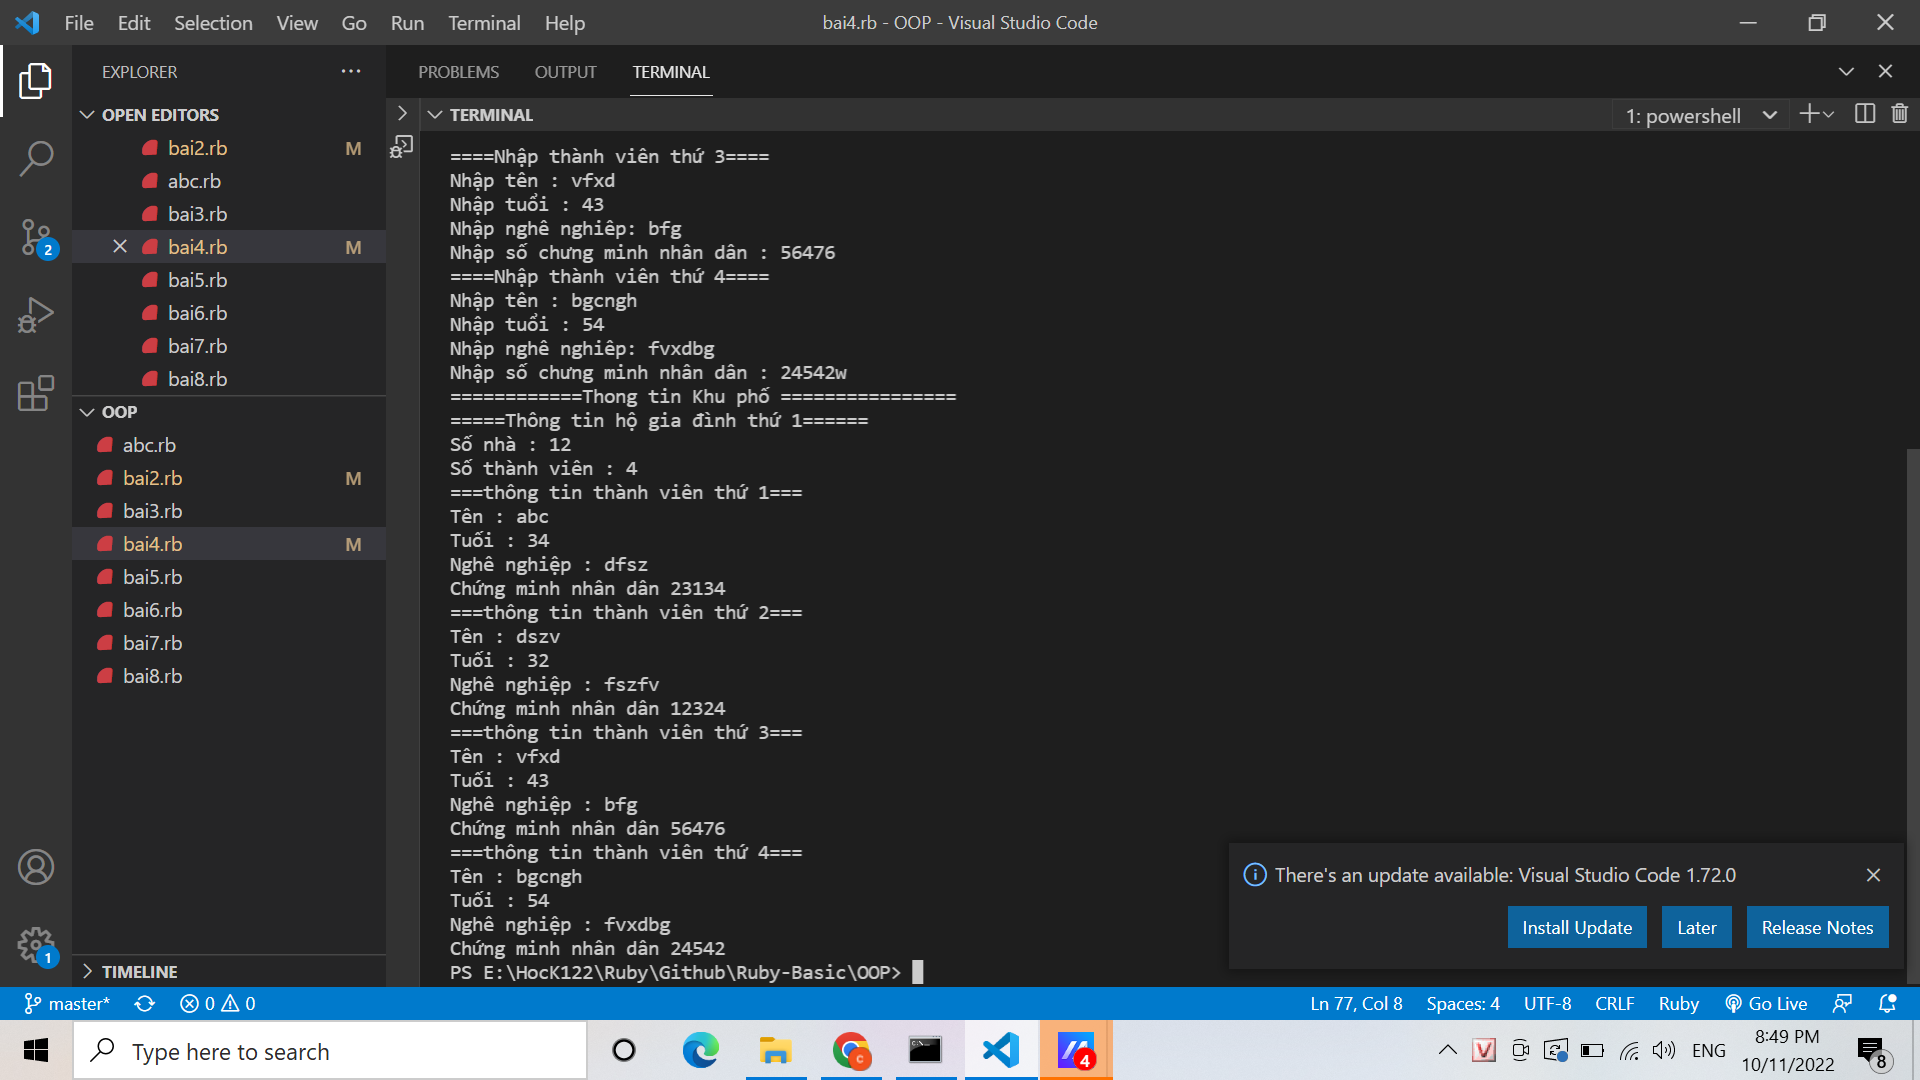 File Edit Selection View Go Run Terminal Help
bai4.rb - OOP - Visual Studio Code
EXPLORER
OPEN EDITORS
bai2.rb M
abc.rb
bai3.rb
bai4.rb M
bai5.rb
bai6.rb
bai7.rb
bai8.rb
OOP
abc.rb
bai2.rb M
bai3.rb
bai4.rb M
bai5.rb
bai6.rb
bai7.rb
bai8.rb
TIMELINE
2
1
PROBLEMS OUTPUT TERMINAL
TERMINAL
1: powershell
====Nhập thành viên thứ 3====
Nhập tên : vfxd
Nhập tuổi : 43
Nhập nghê nghiêp: bfg
Nhập số chưng minh nhân dân : 56476
====Nhập thành viên thứ 4====
Nhập tên : bgcngh
Nhập tuổi : 54
Nhập nghê nghiêp: fvxdbg
Nhập số chưng minh nhân dân : 24542w
============Thong tin Khu phố ================
=====Thông tin hộ gia đình thứ 1======
Số nhà : 12
Số thành viên : 4
===thông tin thành viên thứ 1===
Tên : abc
Tuối : 34
Nghê nghiệp : dfsz
Chứng minh nhân dân 23134
===thông tin thành viên thứ 2===
Tên : dszv
Tuối : 32
Nghê nghiệp : fszfv
Chứng minh nhân dân 12324
===thông tin thành viên thứ 3===
Tên : vfxd
Tuối : 43
Nghê nghiệp : bfg
Chứng minh nhân dân 56476
===thông tin thành viên thứ 4===
Tên : bgcngh
Tuối : 54
Nghê nghiệp : fvxdbg
Chứng minh nhân dân 24542
PS E:\HocK122\Ruby\Github\Ruby-Basic\OOP>
There's an update available: Visual Studio Code 1.72.0
Install Update Later Release Notes
master* 0 0
Ln 77, Col 8 Spaces: 4 UTF-8 CRLF Ruby Go Live
Type here to search
C
4
V
ENG
8:49 PM
10/11/2022
8